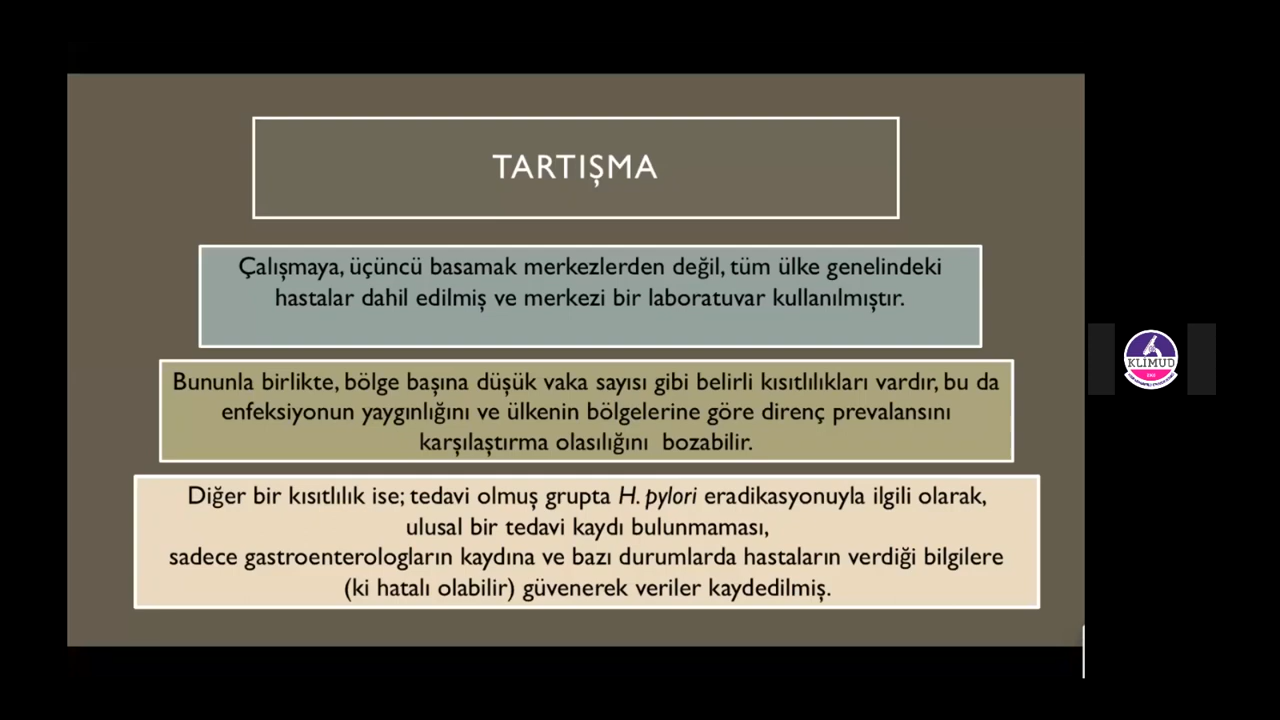 TARTIŞMA
Çalışmaya, üçüncü basamak merkezlerden değil, tüm ülke genelindeki
hastalar dahil edilmiş ve merkezi bir laboratuvar kullanılmıştır.
Bununla birlikte, bölge başına düşük vaka sayısı gibi belirli kısıtlılıkları vardır, bu da
enfeksiyonun yaygınlığını ve ülkenin bölgelerine göre direnç prevalansını
karşılaştırma olasılığını bozabilir.
Diğer bir kısıtlılık ise; tedavi olmuş grupta H. pylori eradikasyonuyla ilgili olarak,
ulusal bir tedavi kaydı bulunmaması,
sadece gastroenterologların kaydına ve bazı durumlarda hastaların verdiği bilgilere
(ki hatalı olabilir) güvenerek veriler kaydedilmiş.
KLİMUD